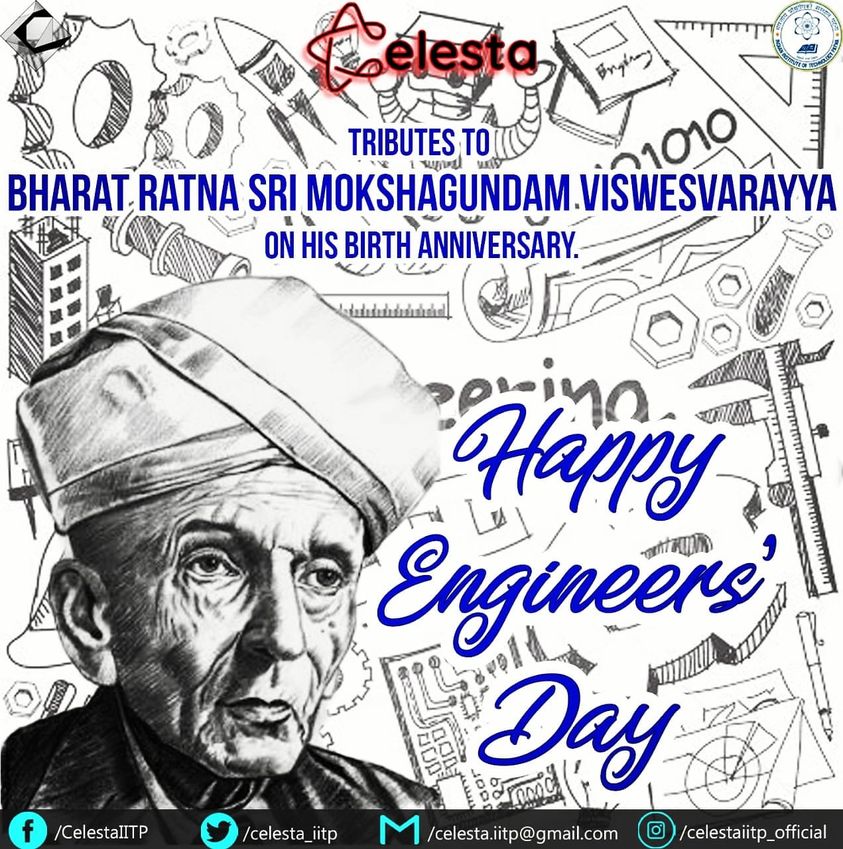 Celesta
TRIBUTES TO
BHARAT RATNA SRI MOKSHAGUNDAM VISWESVARAYYA
ON HIS BIRTH ANNIVERSARY.
Happy
Engineers'
Day
/CelestaIITP
/celesta_iitp
/celesta.iitp@gmail.com
/celestaiitp_official